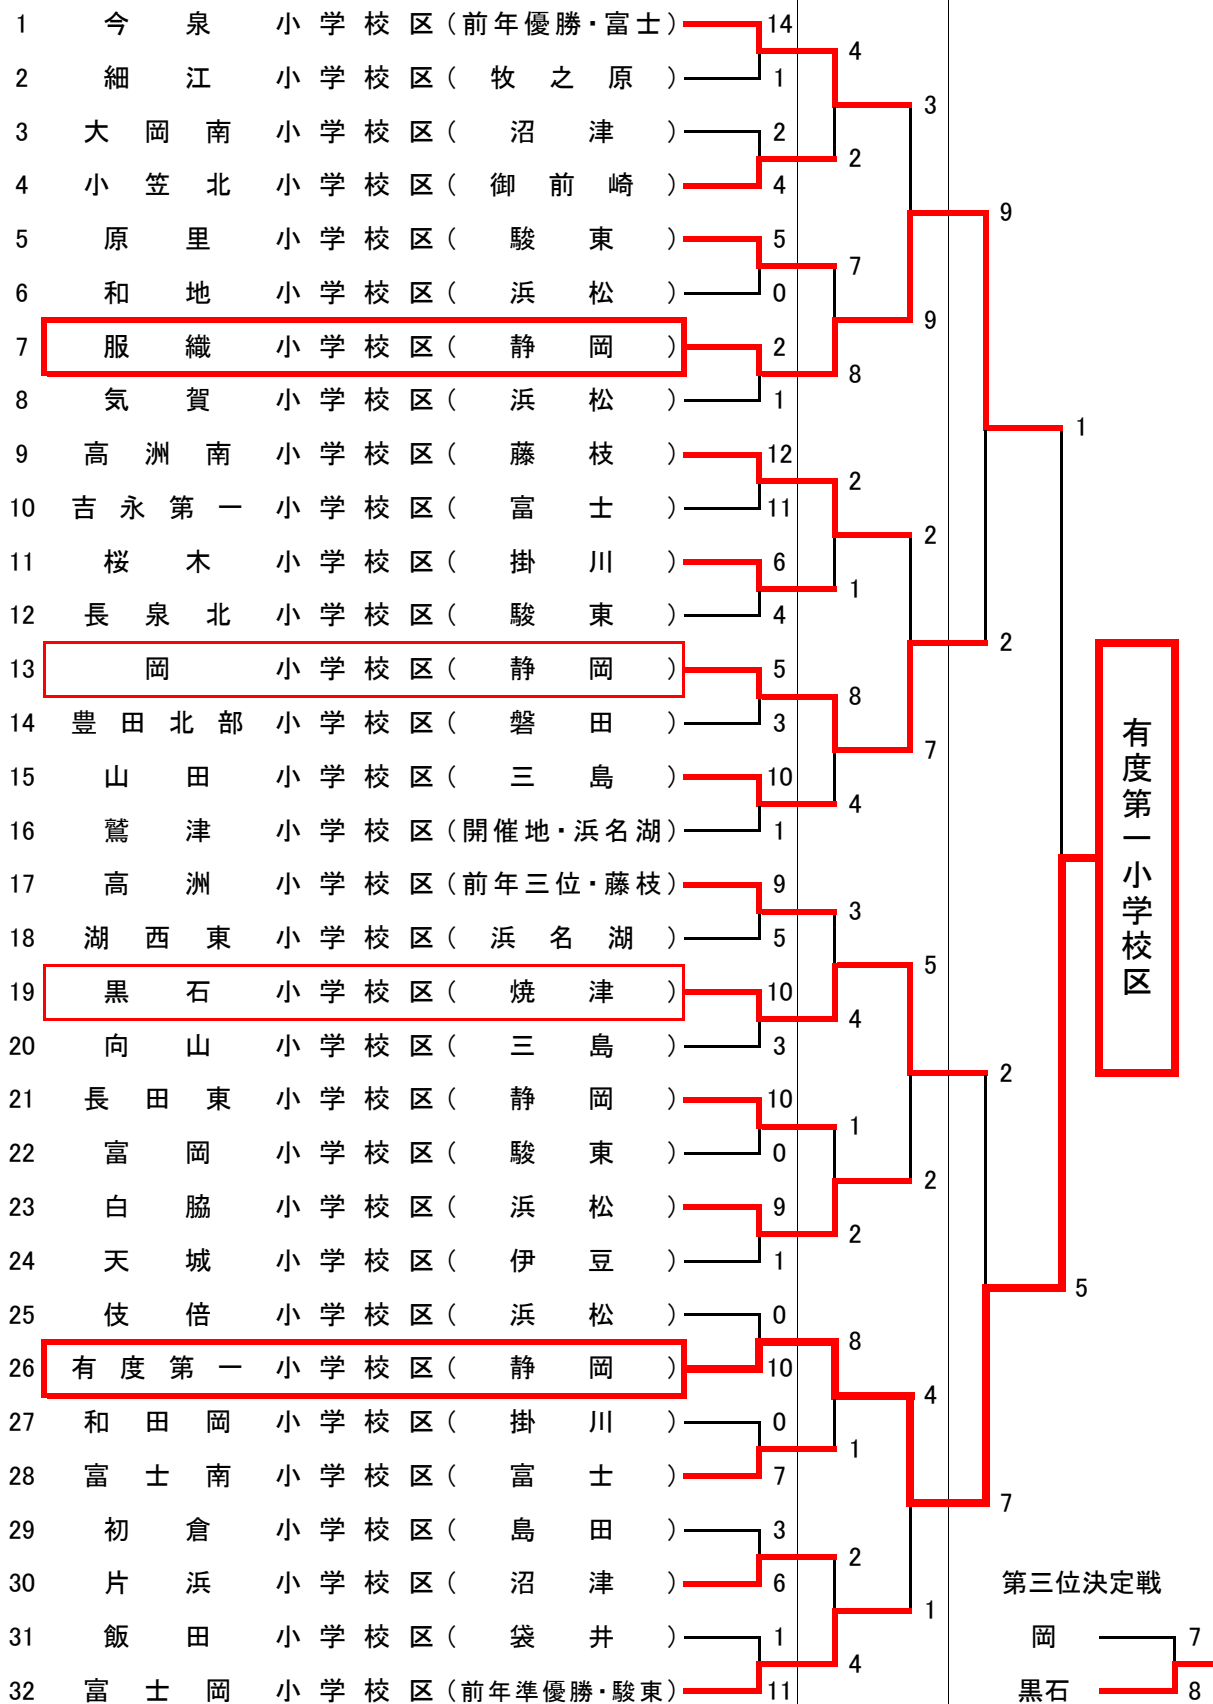 1 今泉小学校区(前年優勝・富士) 14
4
2 細江小学校区(牧之原) 1
3
3 大岡南小学校区(沼津) 2
2
4 小笠北小学校区(御前崎) 4
9
5 原里小学校区(駿東) 5
7
6 和地小学校区(浜松) 0
9
7 服織小学校区(静岡) 2
8
8 気賀小学校区(浜松) 1
1
9 高洲南小学校区(藤枝) 12
2
10 吉永第一小学校区(富士) 11
2
11 桜木小学校区(掛川) 6
1
12 長泉北小学校区(駿東) 4
2
13 岡小学校区(静岡) 5
8
14 豊田北部小学校区(磐田) 3
7
15 山田小学校区(三島) 10
4
16 鷲津小学校区(開催地・浜名湖) 1
有度第一小学校区
17 高洲小学校区(前年三位・藤枝) 9
3
18 湖西東小学校区(浜名湖) 5
5
19 黒石小学校区(焼津) 10
4
20 向山小学校区(三島) 3
2
21 長田東小学校区(静岡) 10
1
22 富岡小学校区(駿東) 0
2
23 白脇小学校区(浜松) 9
2
24 天城小学校区(伊豆) 1
5
25 伎倍小学校区(浜松) 0
8
26 有度第一小学校区(静岡) 10
4
27 和田岡小学校区(掛川) 0
1
28 富士南小学校区(富士) 7
7
29 初倉小学校区(島田) 3
2
30 片浜小学校区(沼津) 6
第三位決定戦
1
31 飯田小学校区(袋井) 1
岡 7
4
32 富士岡小学校区(前年準優勝・駿東) 11
黒石 8